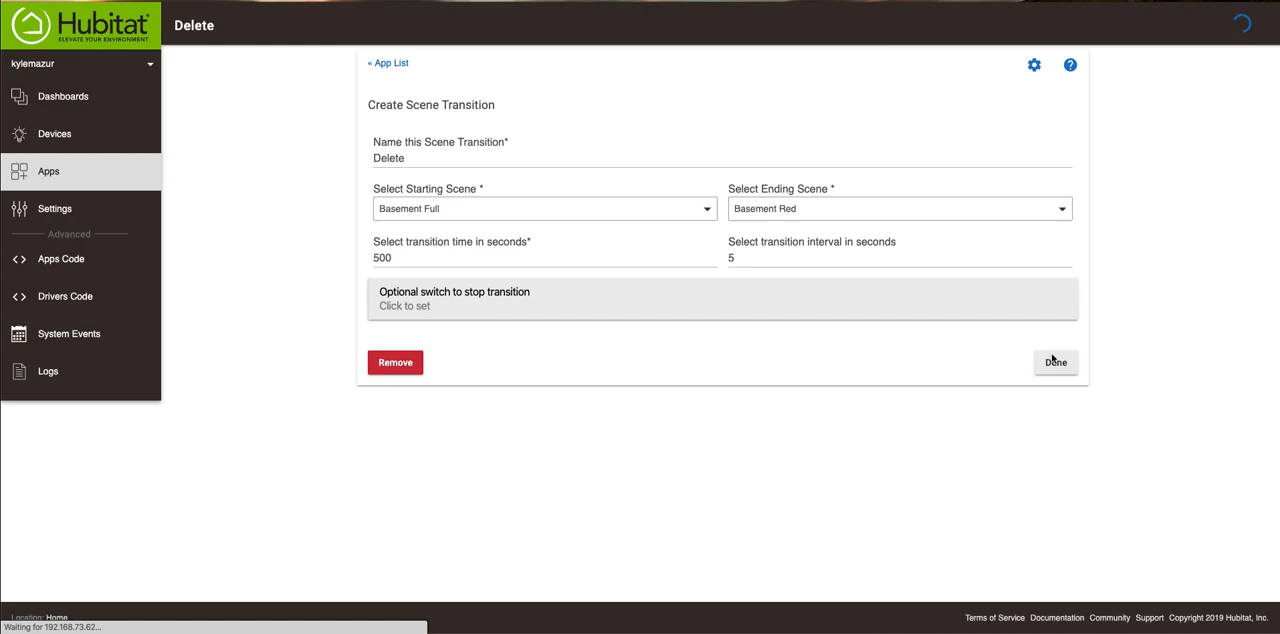 Hubitat®
ELEVATE YOUR ENVIRONMENT
Delete
kylemazur
Dashboards
Devices
Apps
Settings
Advanced
Apps Code
Drivers Code
System Events
Logs
« App List
?
Create Scene Transition
Name this Scene Transition*
Delete
Select Starting Scene * Select Ending Scene *
Basement Full Basement Red
Select transition time in seconds* Select transition interval in seconds
500 5
Optional switch to stop transition
Click to set
Remove Done
Location: Home
Terms of Service Documentation Community Support Copyright 2019 Hubitat, Inc.
Waiting for 192.168.73.62...